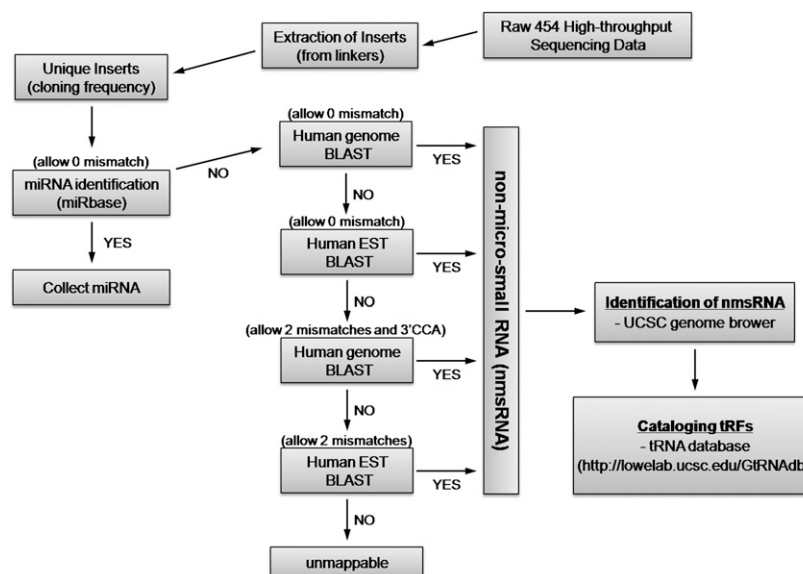 Raw 454 High-throughput
Sequencing Data
Extraction of Inserts
(from linkers)
Unique Inserts
(cloning frequency)
(allow 0 mismatch)
miRNA identification
(miRbase)
NO
YES
Collect miRNA
(allow 0 mismatch)
Human genome
BLAST
YES
NO
(allow 0 mismatch)
Human EST
BLAST
YES
NO
(allow 2 mismatches and 3'CCA)
Human genome
BLAST
YES
NO
(allow 2 mismatches)
Human EST
BLAST
YES
NO
unmappable
non-micro-small
RNA (nmsRNA)
Identification of nmsRNA
- UCSC genome brower
Cataloging tRFs
- tRNA database
(http://lowelab.ucsc.edu/GtRNAdb